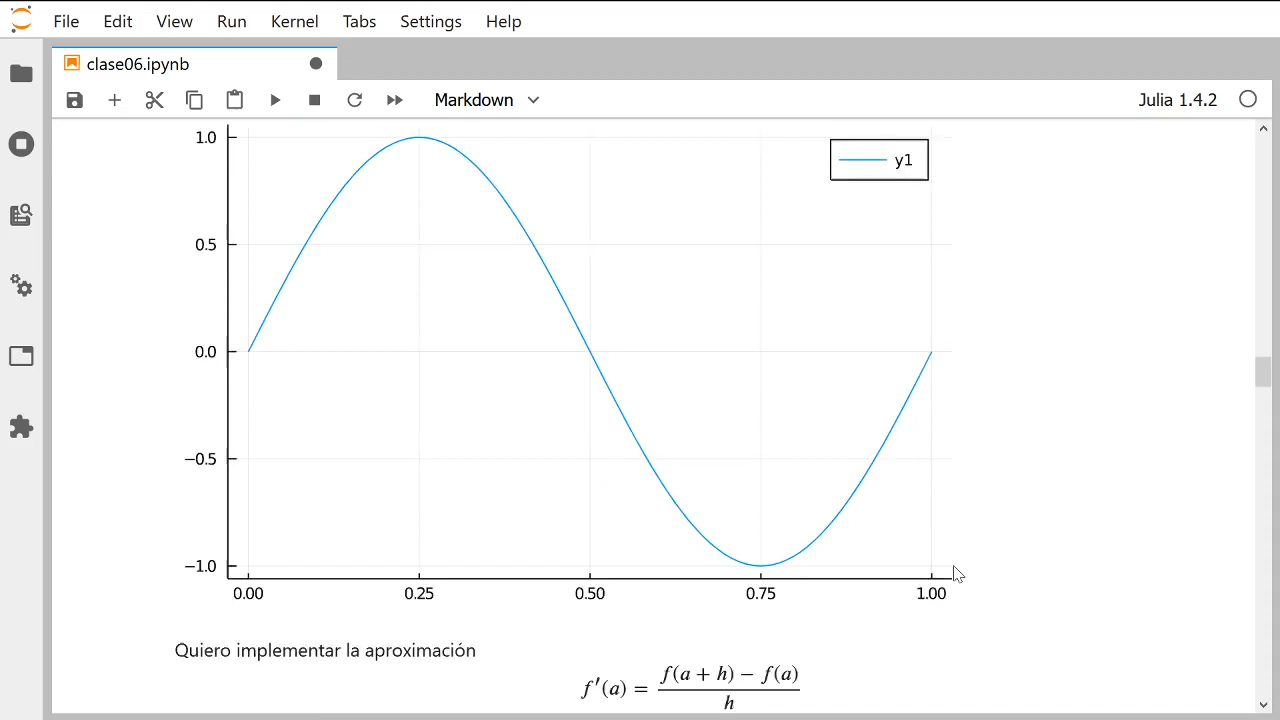 File Edit View Run Kernel Tabs Settings Help
clase06.ipynb
Markdown Julia 1.4.2
1.0
y1
0.5
0.0
−0.5
−1.0
0.00 0.25 0.50 0.75 1.00
Quiero implementar la aproximación
f′(a) = (f(a + h) − f(a)) / h